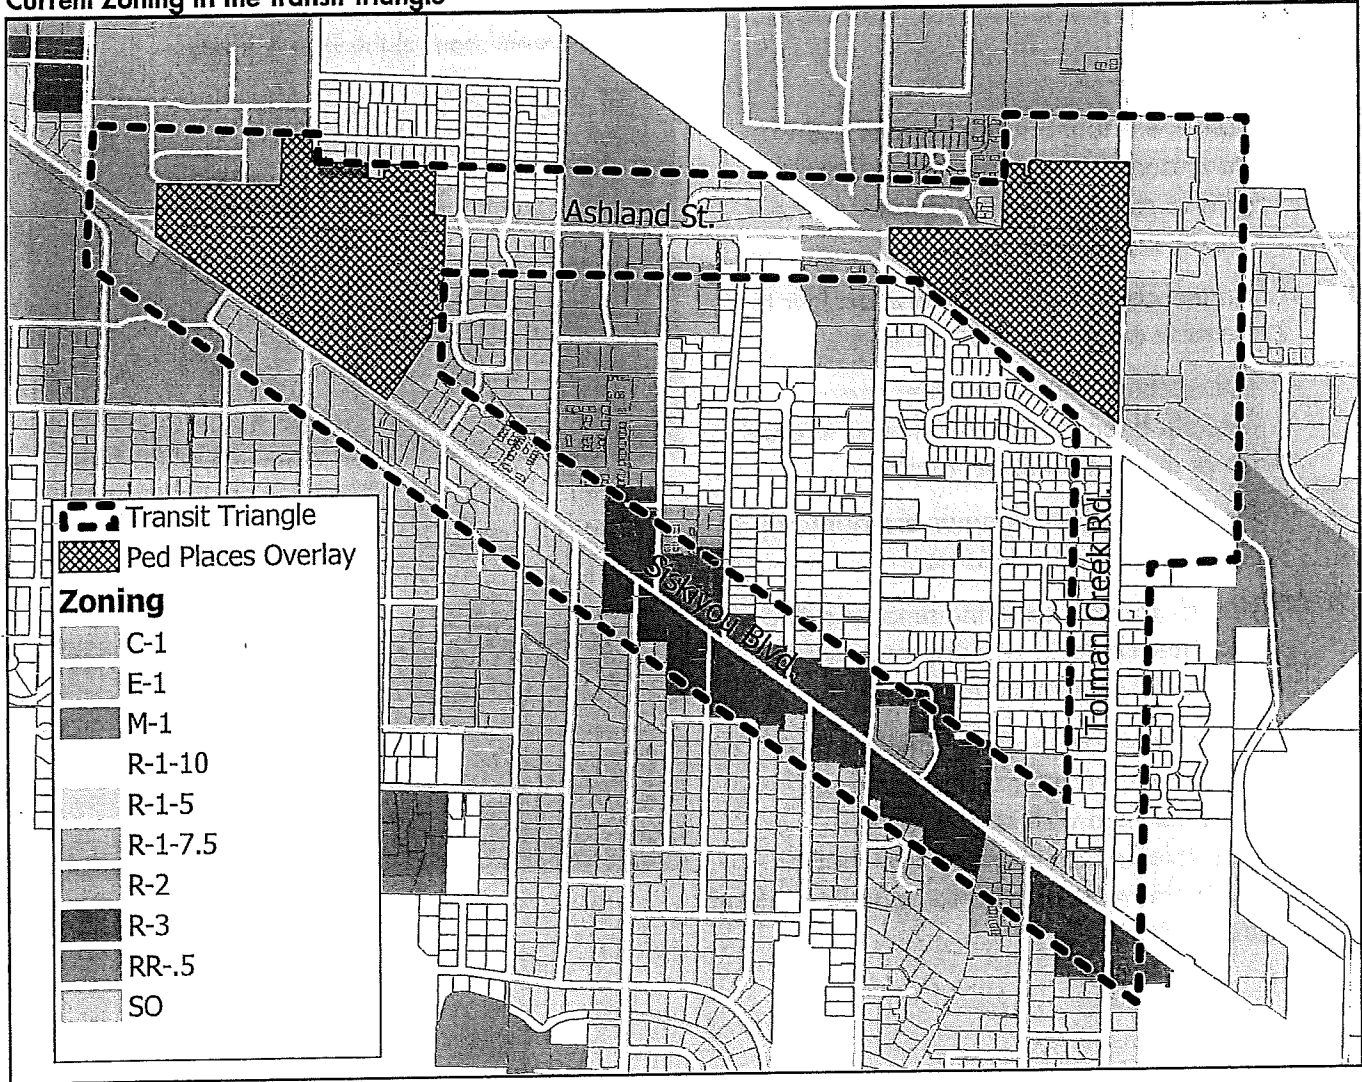 Current Zoning in the Transit Triangle
Ashland St.
Siskiyou Blvd
Tolman Creek Rd.
Transit Triangle
Ped Places Overlay
Zoning
C-1
E-1
M-1
R-1-10
R-1-5
R-1-7.5
R-2
R-3
RR-.5
SO